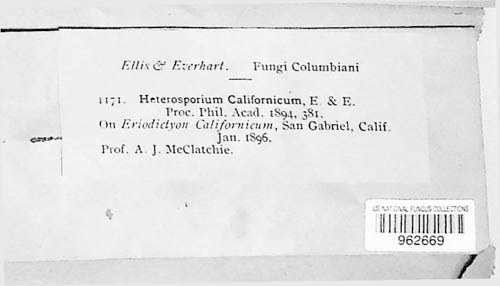 Ellis & Everhart. Fungi Columbiani
1171. Heterosporium Californicum, E. & E.
Proc. Phil. Acad. 1894, 381.
On Eriodictyon Californicum, San Gabriel, Calif.
Jan. 1896.
Prof. A. J. McClatchie.
US NATIONAL FUNGUS COLLECTIONS
962669